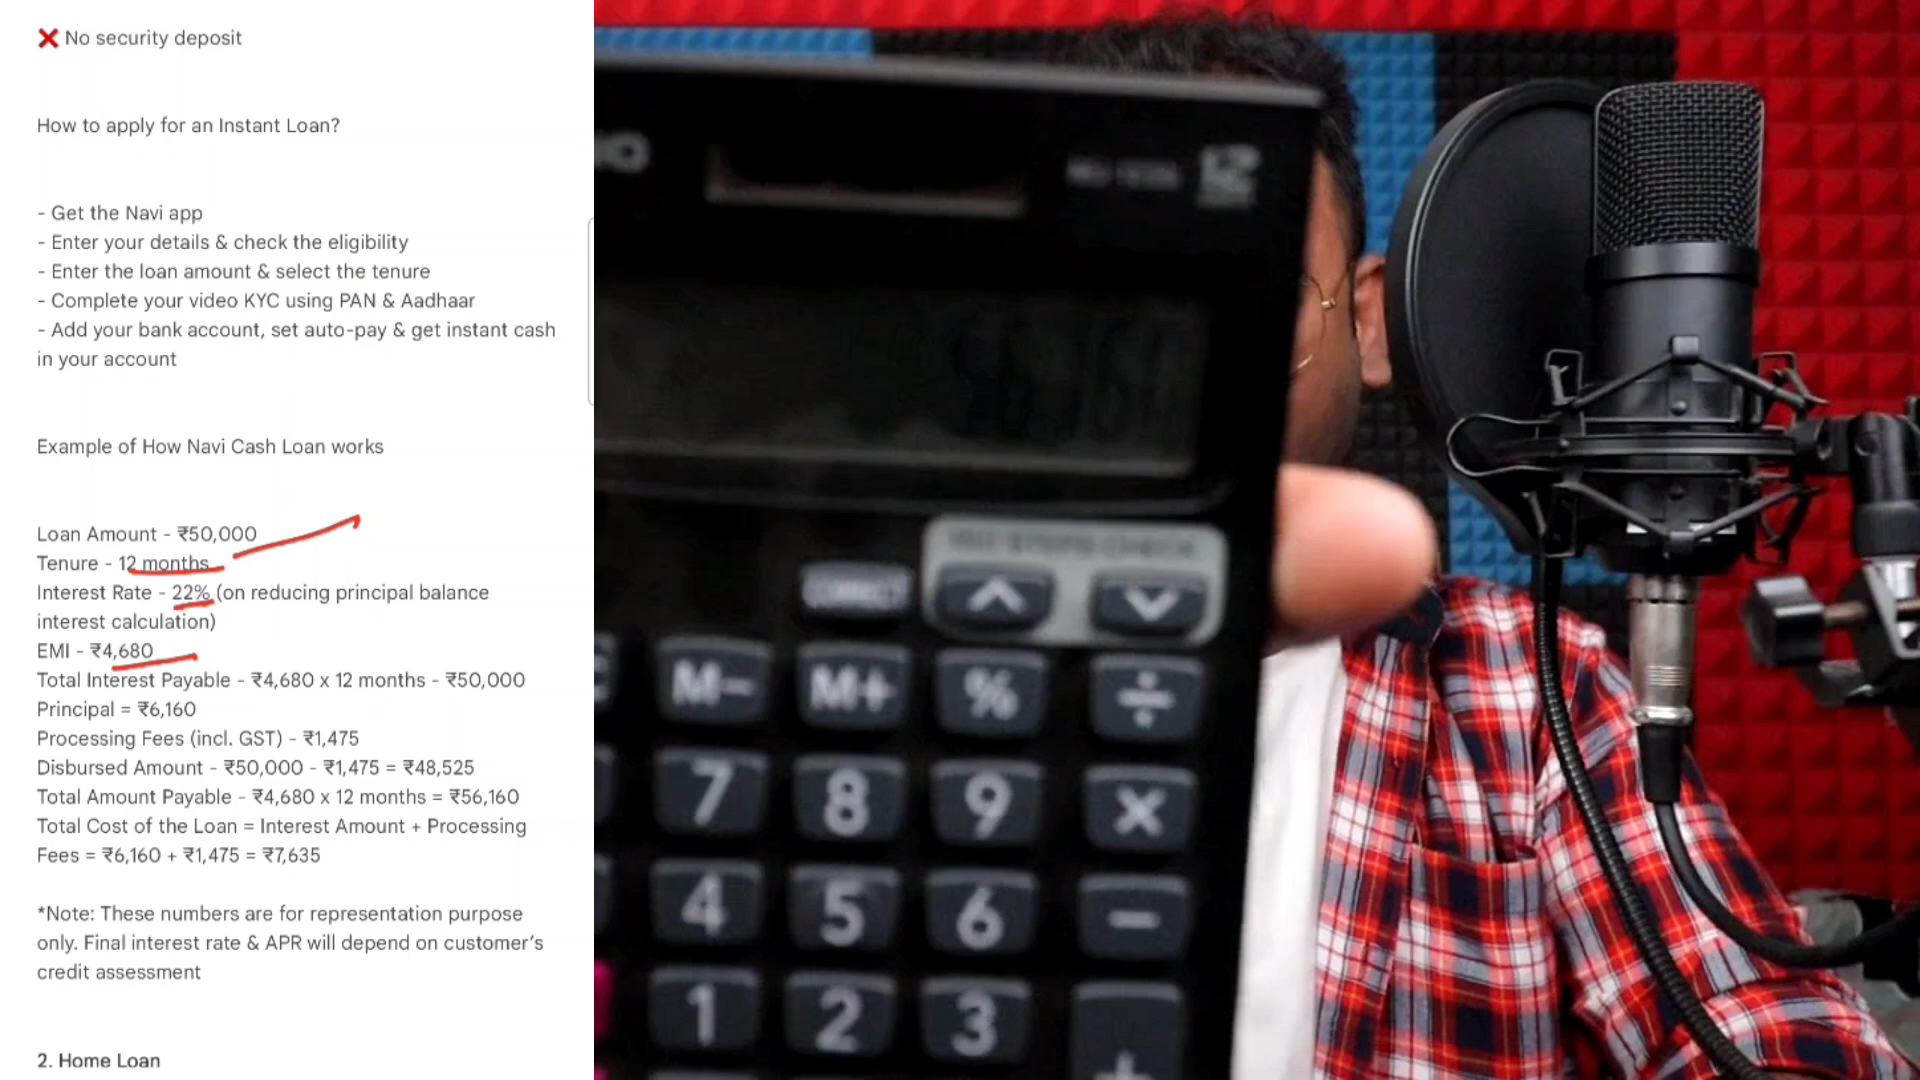 ❌ No security deposit
How to apply for an Instant Loan?
- Get the Navi app
- Enter your details & check the eligibility
- Enter the loan amount & select the tenure
- Complete your video KYC using PAN & Aadhaar
- Add your bank account, set auto-pay & get instant cash
in your account
Example of How Navi Cash Loan works
Loan Amount - ₹50,000
Tenure - 12 months
Interest Rate - 22% (on reducing principal balance
interest calculation)
EMI - ₹4,680
Total Interest Payable - ₹4,680 x 12 months - ₹50,000
Principal = ₹6,160
Processing Fees (incl. GST) - ₹1,475
Disbursed Amount - ₹50,000 - ₹1,475 = ₹48,525
Total Amount Payable - ₹4,680 x 12 months = ₹56,160
Total Cost of the Loan = Interest Amount + Processing
Fees = ₹6,160 + ₹1,475 = ₹7,635
*Note: These numbers are for representation purpose
only. Final interest rate & APR will depend on customer's
credit assessment
2. Home Loan
CORRECT
M- M+ % ÷
7 8 9 ×
4 5 6 −
1 2 3 +